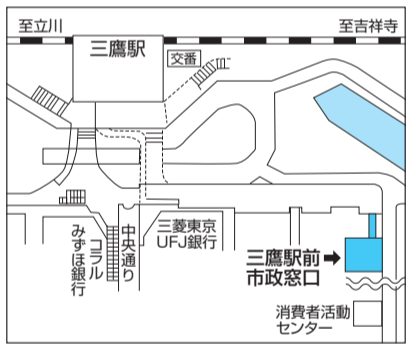 至立川
至吉祥寺
三鷹駅
交番
三菱東京
UFJ銀行
中央通り
コラル
みずほ銀行
三鷹駅前
市政窓口
消費者活動
センター